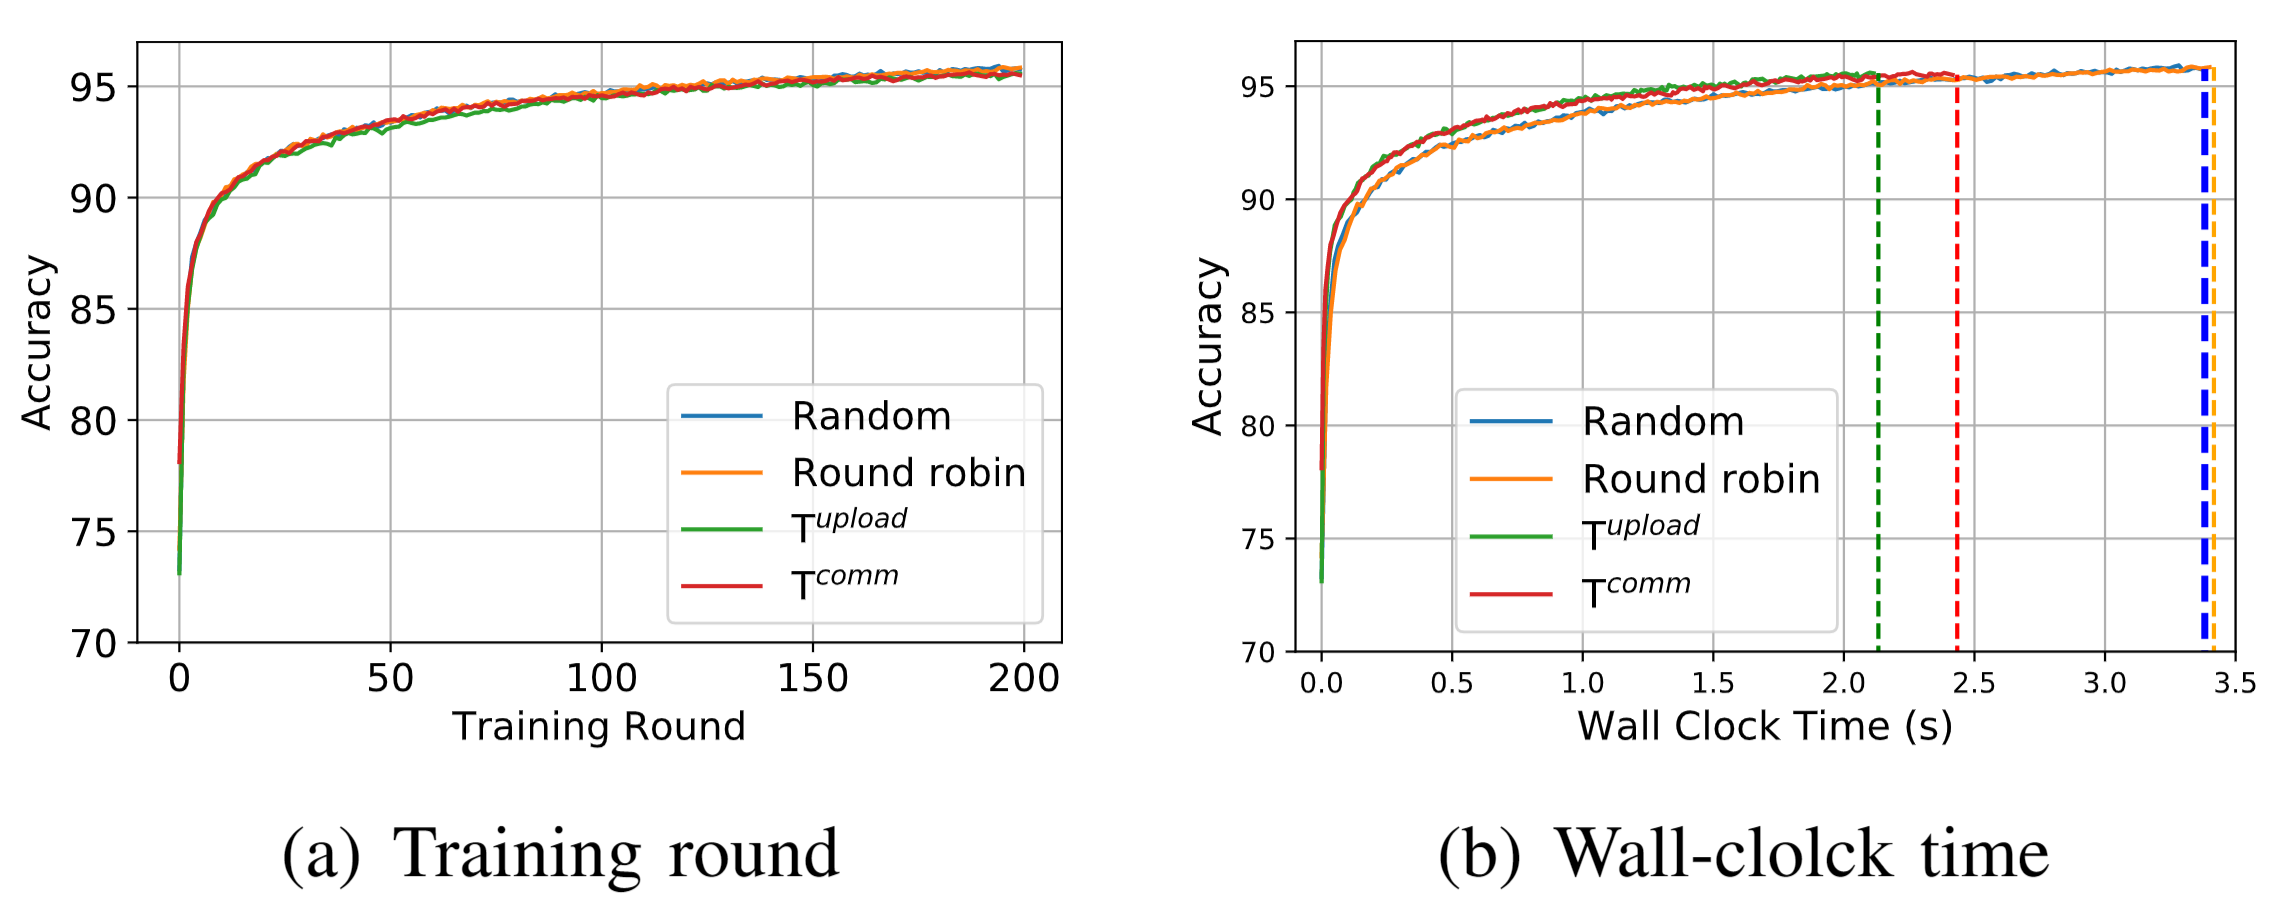 95
90
85
80
75
70
Accuracy
0 50 100 150 200
Training Round
Random
Round robin
T^upload
T^comm
(a) Training round
95
90
85
80
75
70
Accuracy
0.0 0.5 1.0 1.5 2.0 2.5 3.0 3.5
Wall Clock Time (s)
Random
Round robin
T^upload
T^comm
(b) Wall-clolck time